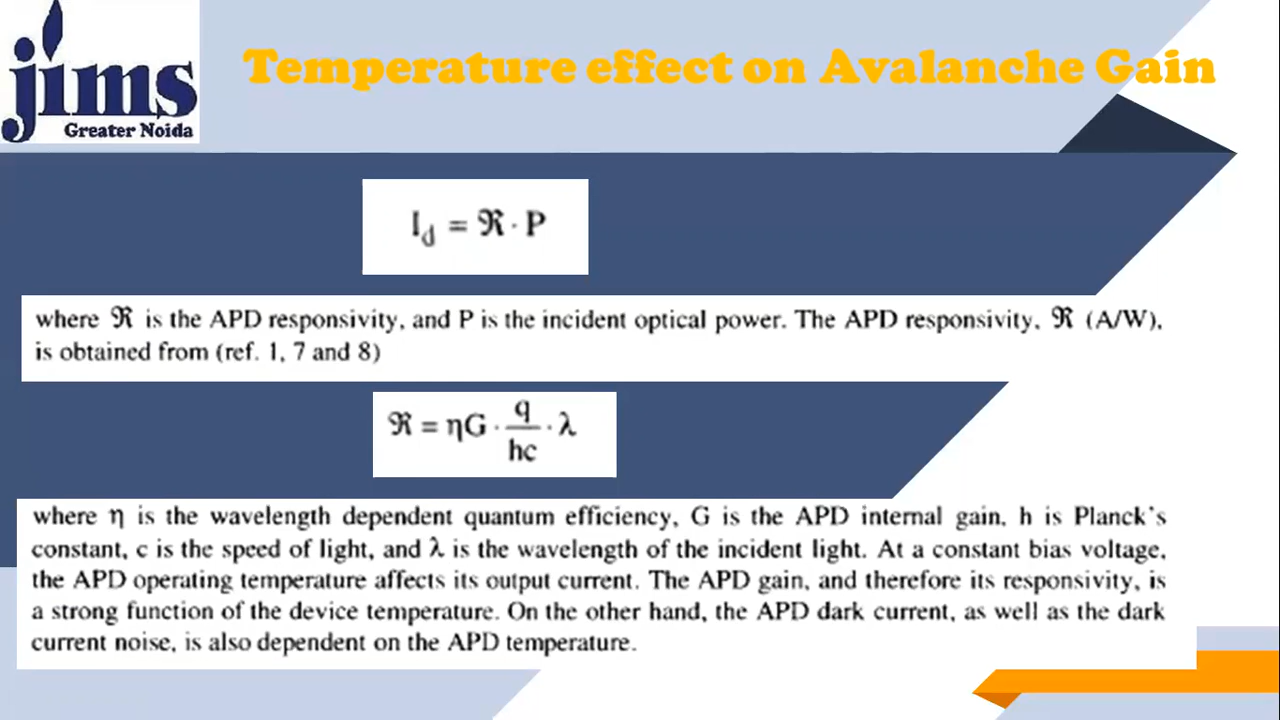 jims
Greater Noida
Temperature effect on Avalanche Gain
I_d = ℜ · P
where ℜ is the APD responsivity, and P is the incident optical power. The APD responsivity, ℜ (A/W),
is obtained from (ref. 1, 7 and 8)
ℜ = ηG · q/hc · λ
where η is the wavelength dependent quantum efficiency, G is the APD internal gain, h is Planck's
constant, c is the speed of light, and λ is the wavelength of the incident light. At a constant bias voltage,
the APD operating temperature affects its output current. The APD gain, and therefore its responsivity, is
a strong function of the device temperature. On the other hand, the APD dark current, as well as the dark
current noise, is also dependent on the APD temperature.